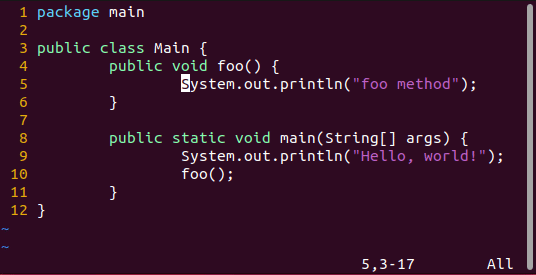 1 package main
2
3 public class Main {
4         public void foo() {
5                 System.out.println("foo method");
6         }
7
8         public static void main(String[] args) {
9                 System.out.println("Hello, world!");
10                 foo();
11         }
12 }
~
~
5,3-17 All